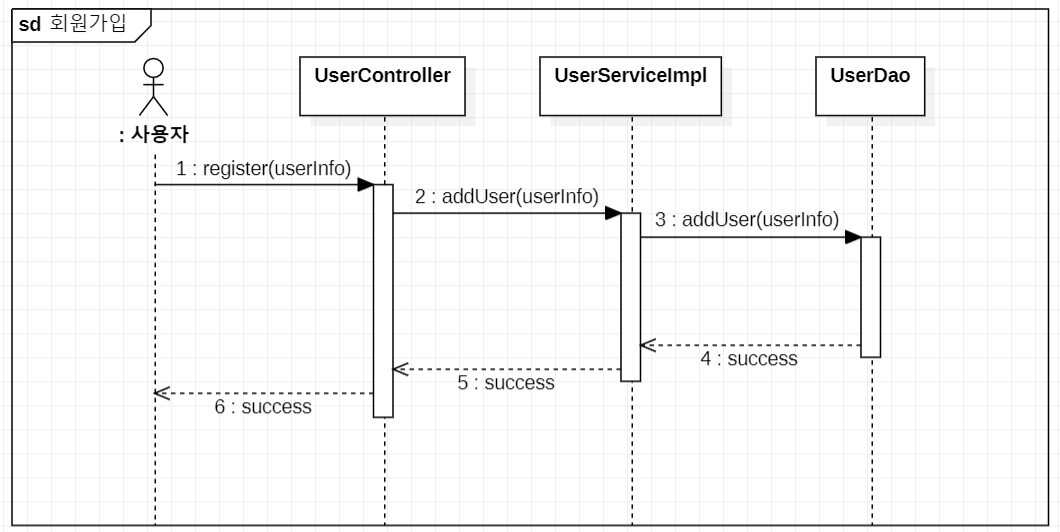 sd 회원가입
: 사용자
UserController
UserServiceImpl
UserDao
1 : register(userInfo)
2 : addUser(userInfo)
3 : addUser(userInfo)
4 : success
5 : success
6 : success